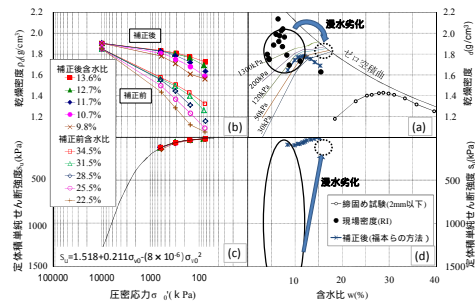 乾燥密度 ρd(g/cm³)
2.2
2.0
1.8
1.6
1.4
1.2
補正後
補正前
補正後含水比
13.6%
12.7%
11.7%
10.7%
9.8%
補正前含水比
34.5%
31.5%
28.5%
25.5%
22.5%
(b)
浸水劣化
ゼロ空積曲
1300kPa
200kPa
120kPa
50kPa
30kPa
(a)
2.2
2.0
1.8
1.6
1.4
1.2
乾燥密度 ρ(g/cm³)
定体積単純せん断強度su(kPa)
500
1000
1500
Su=1.518+0.211σv0-(8×10⁻⁶)σv0²
(c)
浸水劣化
締固め試験(2mm以下)
現場密度(RI)
補正後(福本らの方法)
(d)
500
1000
1500
定体積単純せん断強度 s(kPa)
100000 10000 1000 100
0 10 20 30 40
圧密応力σ₀'(kPa)
含水比 w(%)